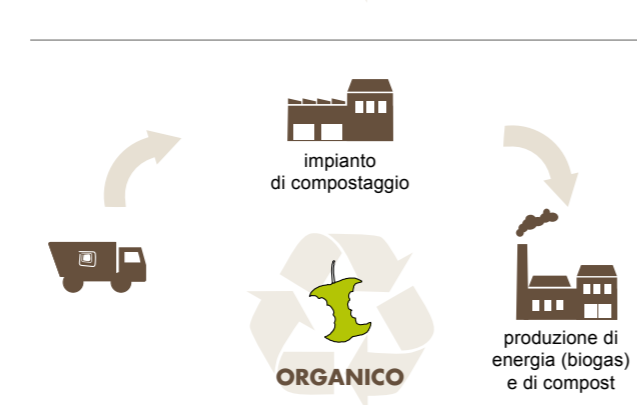 impianto
di compostaggio
produzione di
energia (biogas)
e di compost
ORGANICO